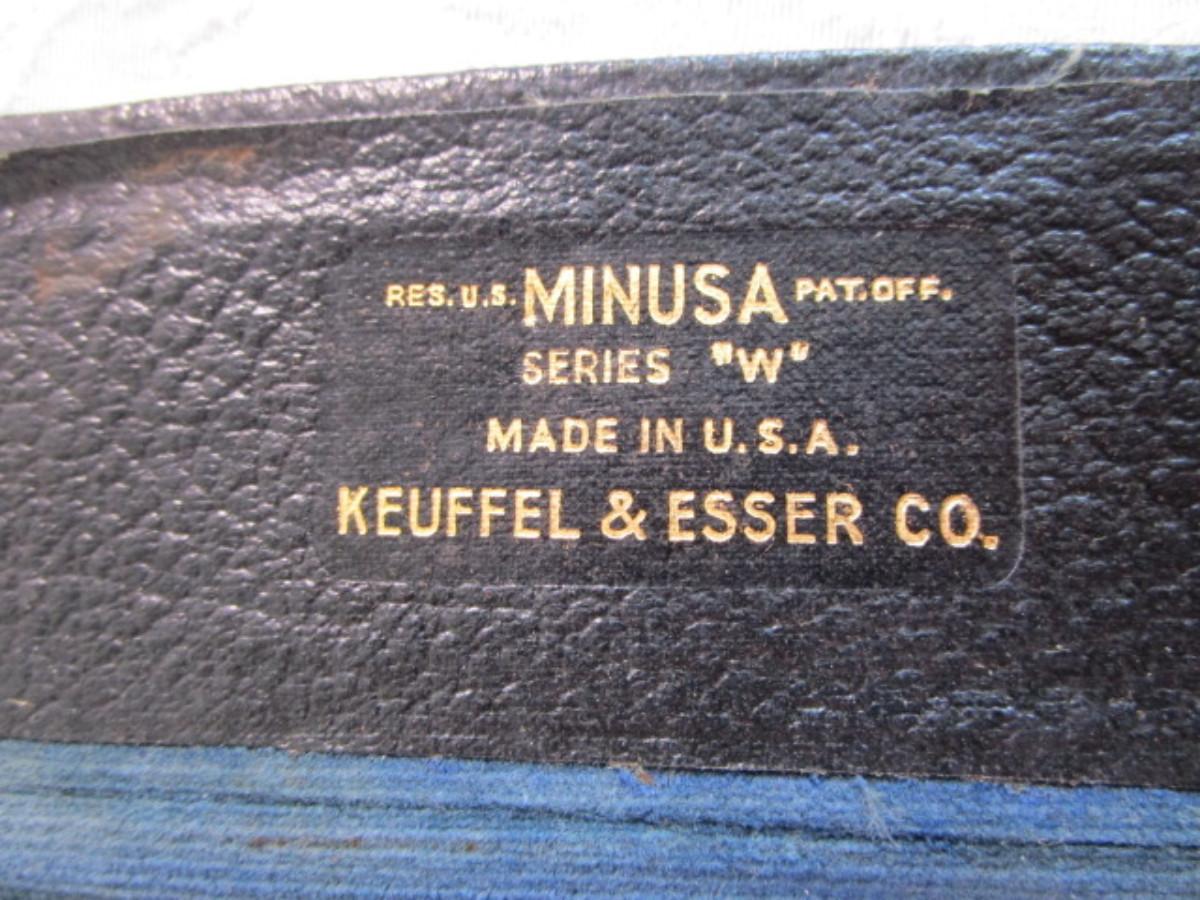 RES. U.S. MINUSA PAT. OFF.
SERIES "W"
MADE IN U.S.A.
KEUFFEL & ESSER CO.